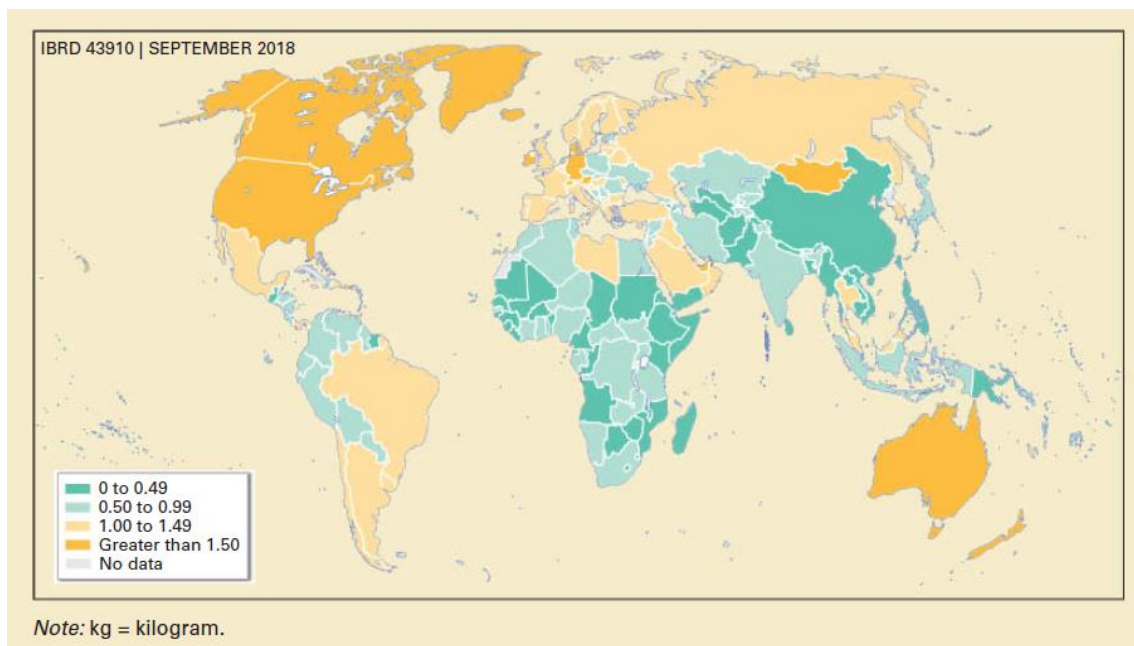 IBRD 43910 | SEPTEMBER 2018
0 to 0.49
0.50 to 0.99
1.00 to 1.49
Greater than 1.50
No data
Note: kg = kilogram.